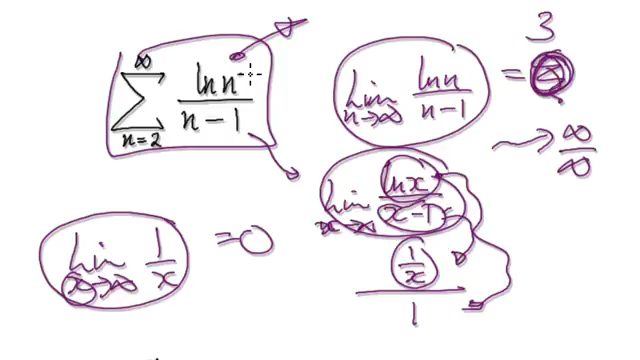 ∞
∑ ln n / n − 1
n=2
lim n→∞ ln n / n−1 = 3
⇝ ∞/∞
lim x→∞ ln x / x−1
1/x
1
lim x→∞ 1/x = 0